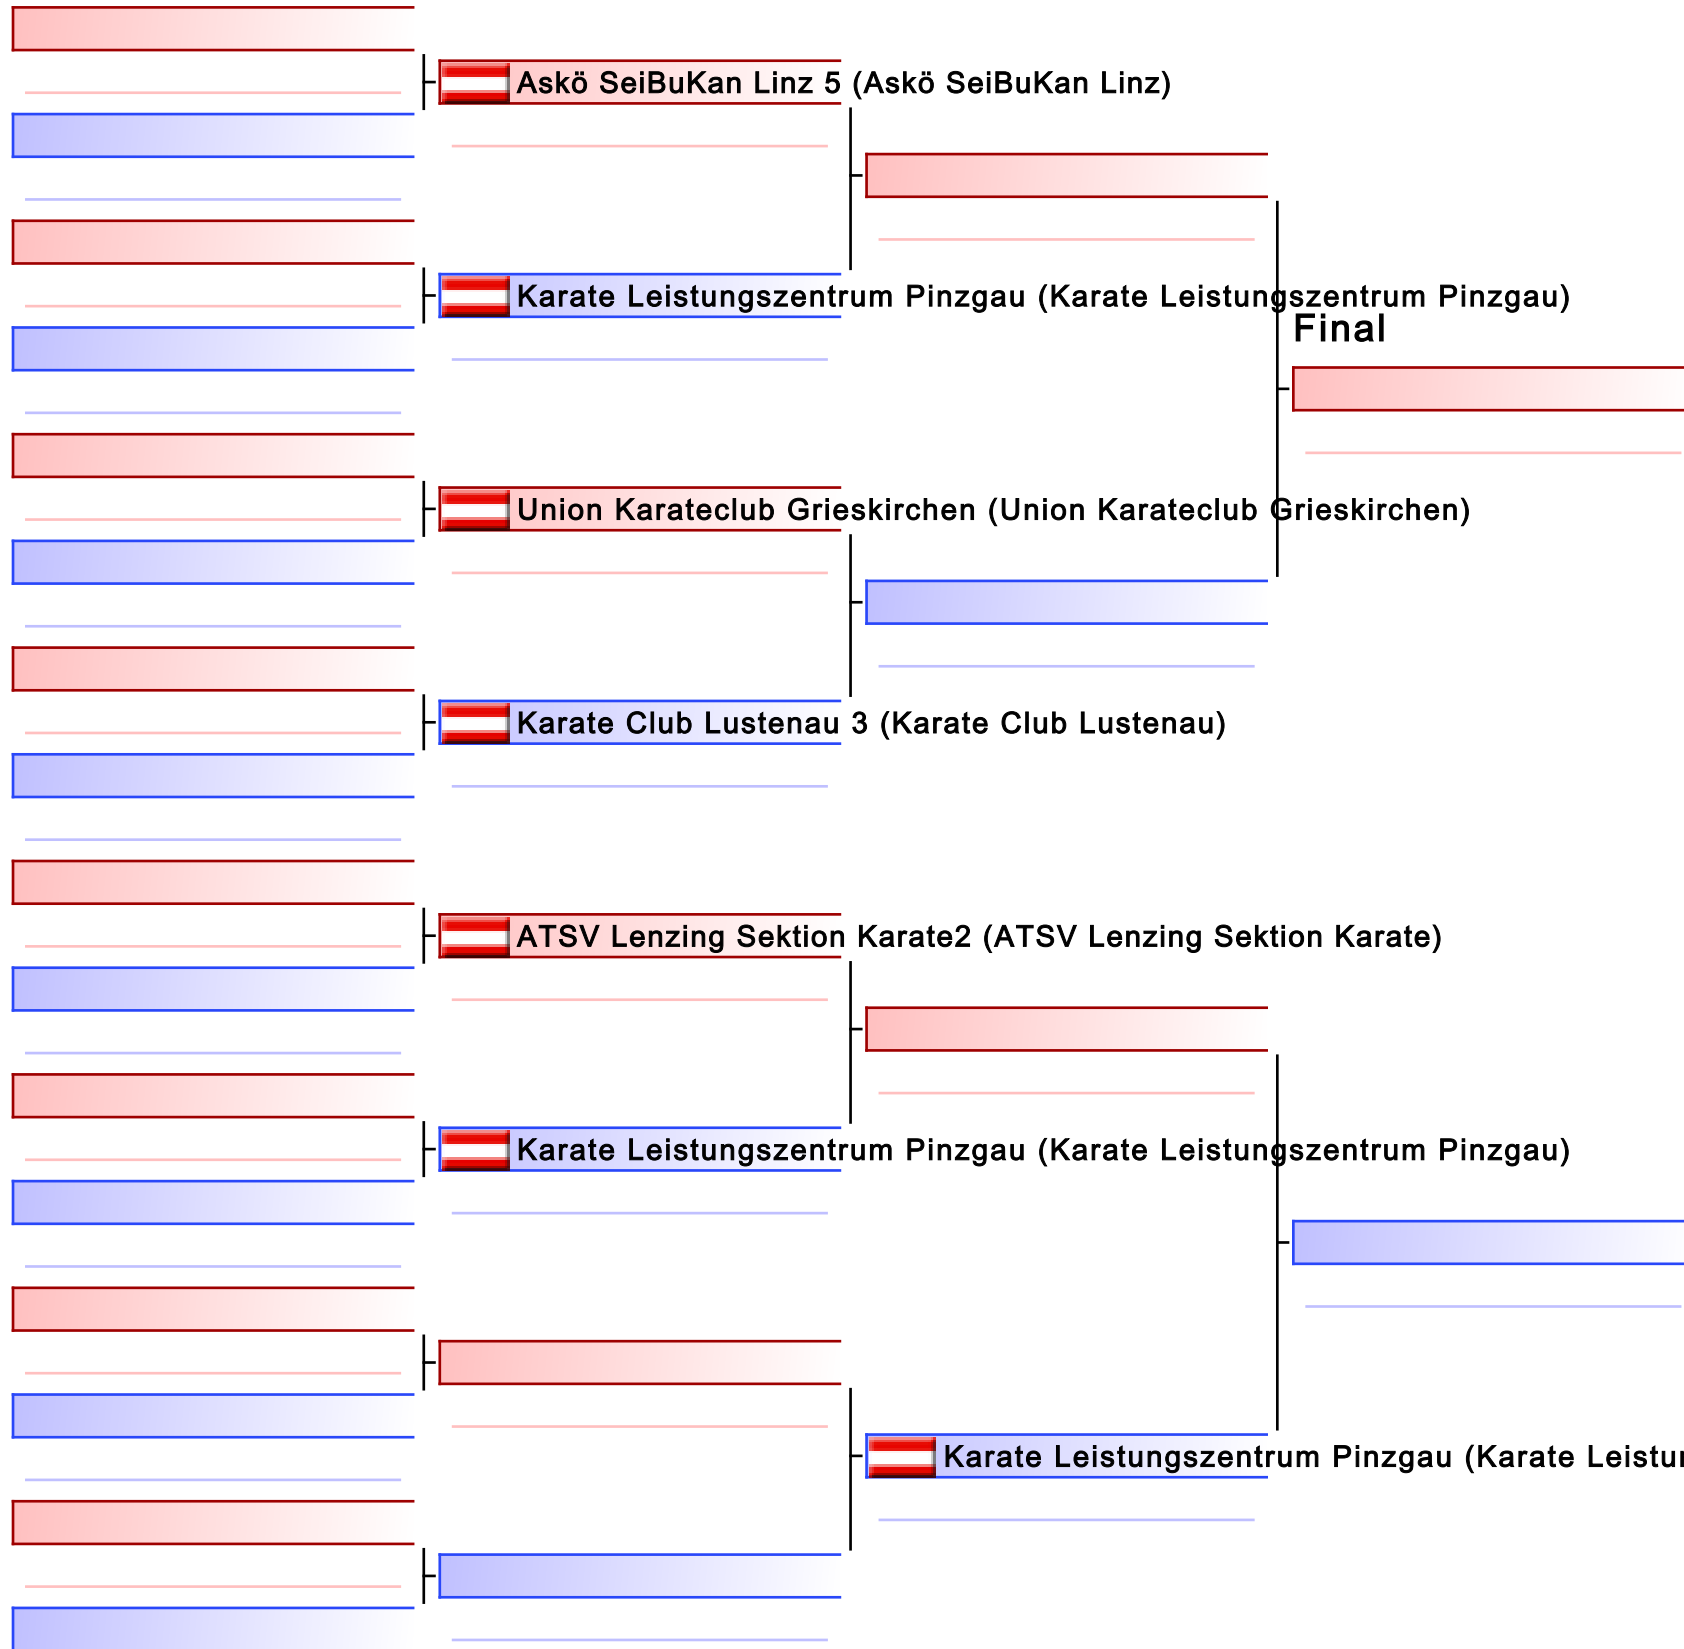 Askö SeiBuKan Linz 5 (Askö SeiBuKan Linz)
Karate Leistungszentrum Pinzgau (Karate Leistungszentrum Pinzgau)
Final
Union Karateclub Grieskirchen (Union Karateclub Grieskirchen)
Karate Club Lustenau 3 (Karate Club Lustenau)
ATSV Lenzing Sektion Karate2 (ATSV Lenzing Sektion Karate)
Karate Leistungszentrum Pinzgau (Karate Leistungszentrum Pinzgau)
Karate Leistungszentrum Pinzgau (Karate